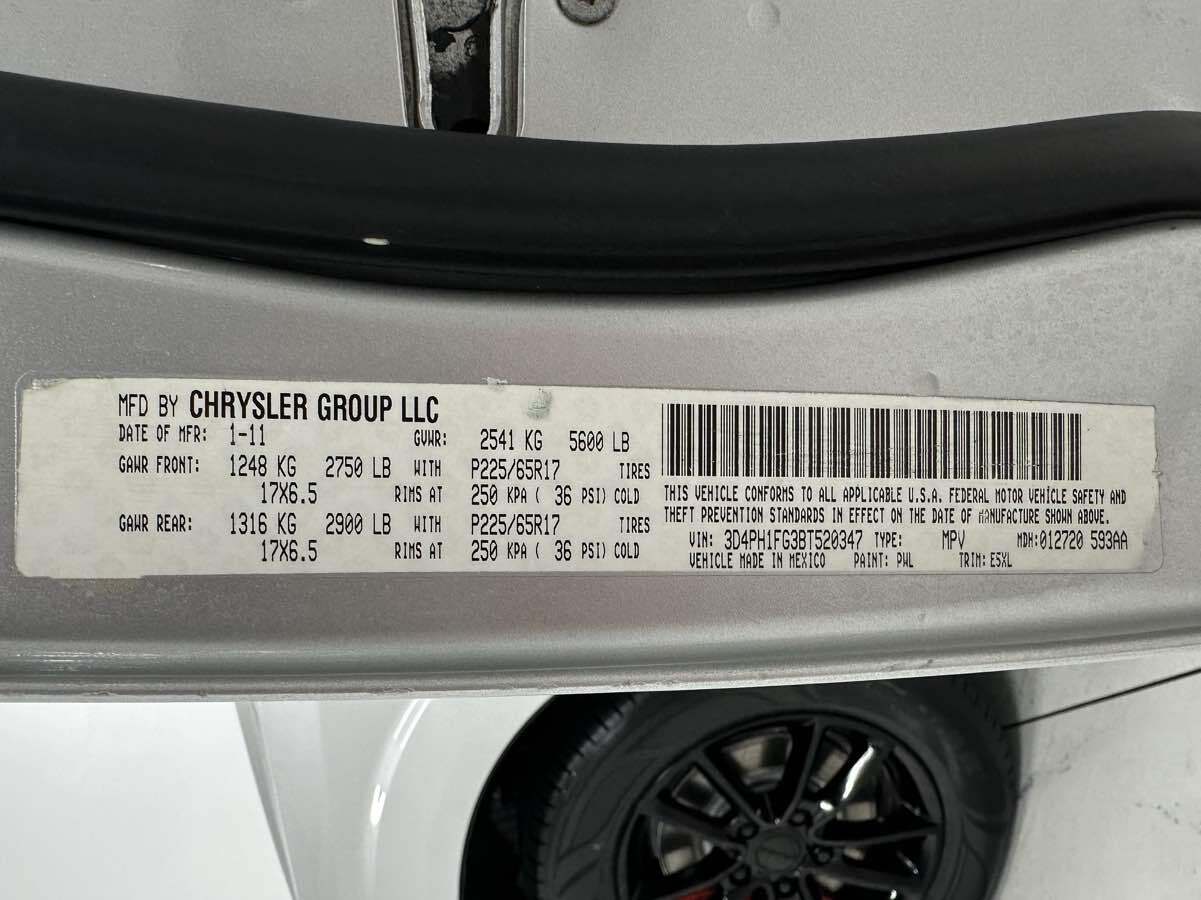 MFD BY CHRYSLER GROUP LLC
DATE OF MFR: 1-11 GVWR: 2541 KG 5600 LB
GAWR FRONT: 1248 KG 2750 LB WITH P225/65R17 TIRES
17X6.5 RIMS AT 250 KPA ( 36 PSI) COLD
GAWR REAR: 1316 KG 2900 LB WITH P225/65R17 TIRES
17X6.5 RIMS AT 250 KPA ( 36 PSI) COLD
THIS VEHICLE CONFORMS TO ALL APPLICABLE U.S.A. FEDERAL MOTOR VEHICLE SAFETY AND
THEFT PREVENTION STANDARDS IN EFFECT ON THE DATE OF MANUFACTURE SHOWN ABOVE.
VIN: 3D4PH1FG3BT520347 TYPE: MPV MDH:012720 593AA
VEHICLE MADE IN MEXICO PAINT: PWL TRIM: E5XL